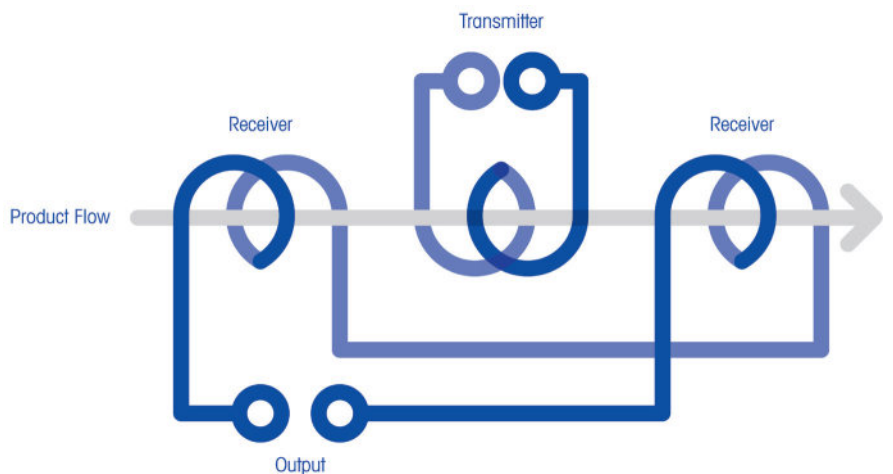 Transmitter
Receiver
Receiver
Product Flow
Output